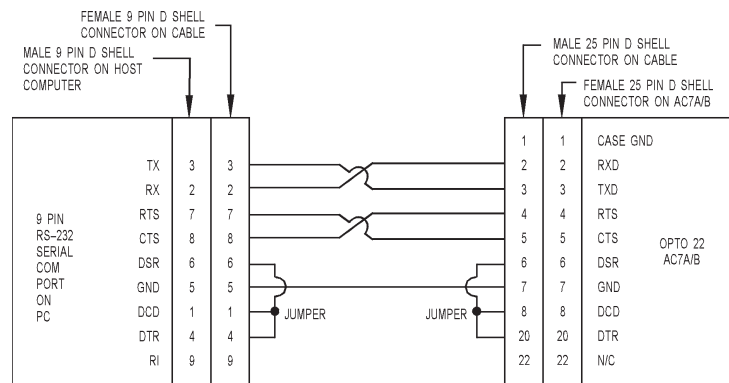 FEMALE 9 PIN D SHELL
CONNECTOR ON CABLE
MALE 9 PIN D SHELL
CONNECTOR ON HOST
COMPUTER
MALE 25 PIN D SHELL
CONNECTOR ON CABLE
FEMALE 25 PIN D SHELL
CONNECTOR ON AC7A/B
1 1 CASE GND
TX 3 3 2 2 RXD
RX 2 2 3 3 TXD
RTS 7 7 4 4 RTS
CTS 8 8 5 5 CTS
DSR 6 6 6 6 DSR
GND 5 5 7 7 GND
DCD 1 1 JUMPER JUMPER 8 8 DCD
DTR 4 4 20 20 DTR
RI 9 9 22 22 N/C
9 PIN
RS-232
SERIAL
COM
PORT
ON
PC
OPTO 22
AC7A/B